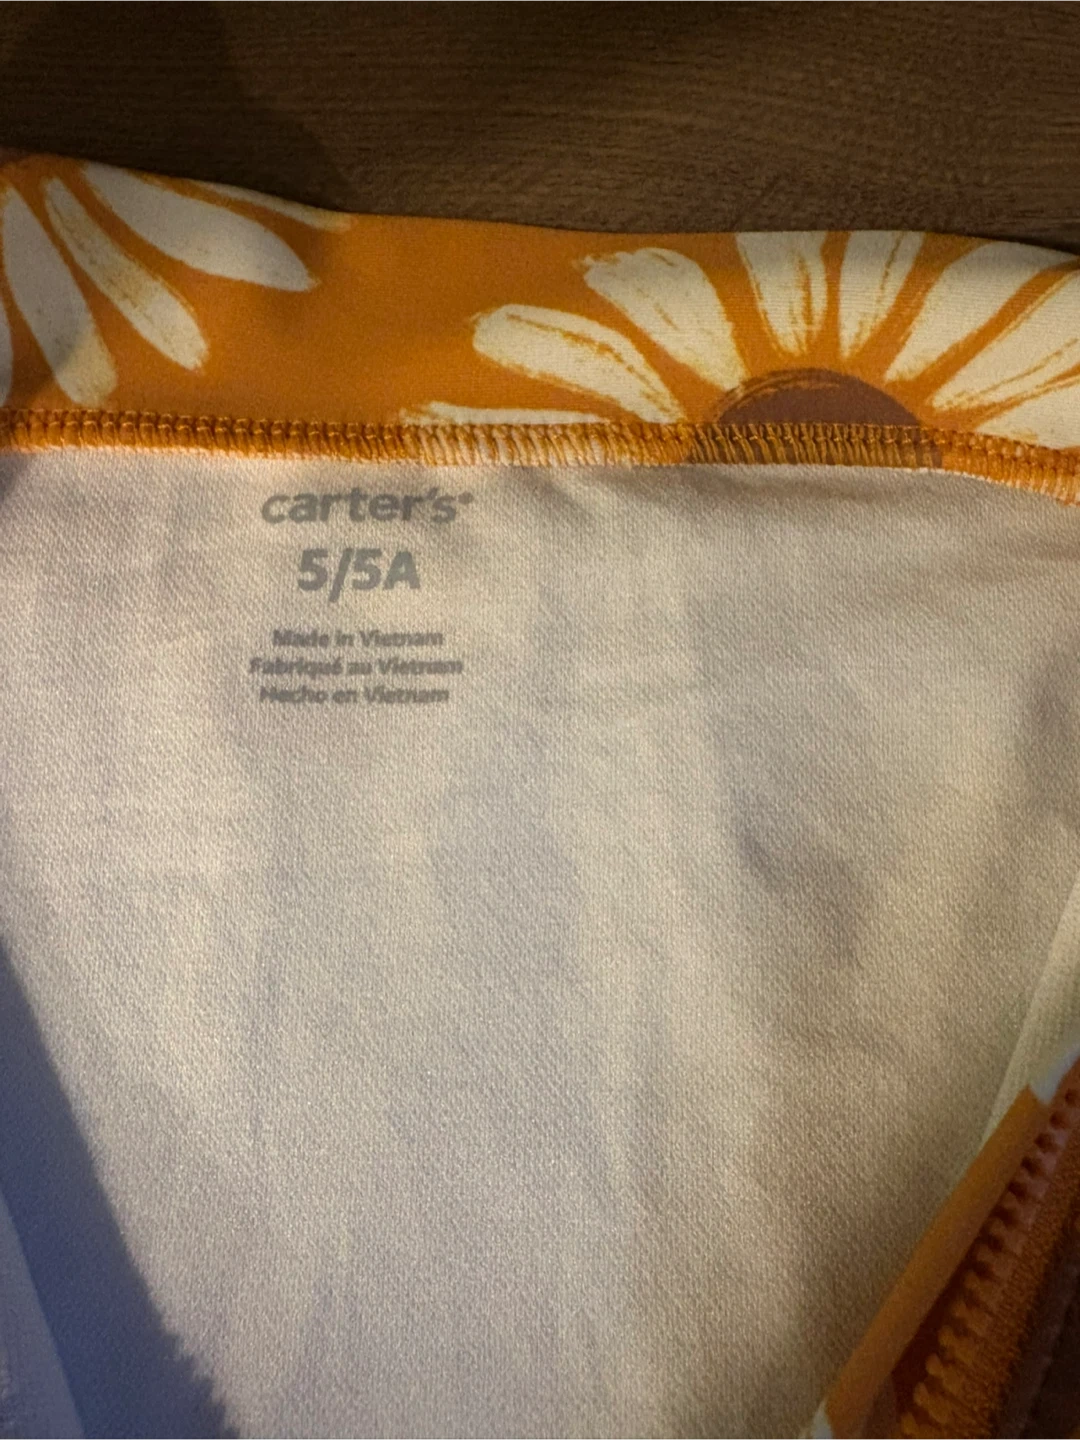 carter's®
5/5A
Made in Vietnam
Fabriqué au Vietnam
Hecho en Vietnam